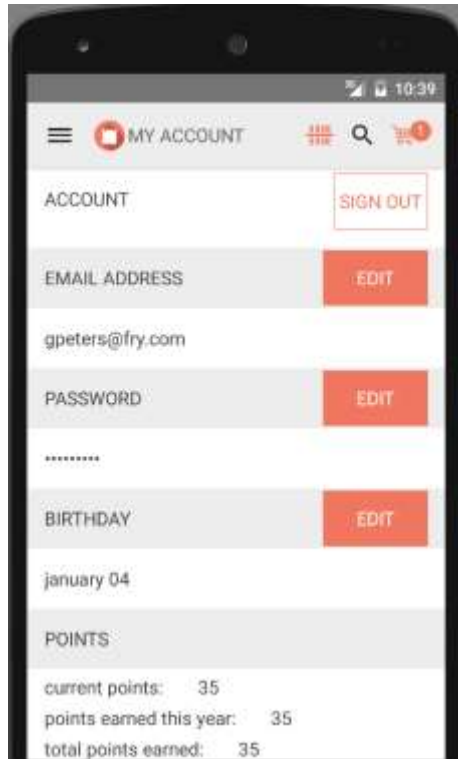 10:39
MY ACCOUNT
1
ACCOUNT SIGN OUT
EMAIL ADDRESS EDIT
gpeters@fry.com
PASSWORD EDIT
•••••••••
BIRTHDAY EDIT
january 04
POINTS
current points: 35
points earned this year: 35
total points earned: 35